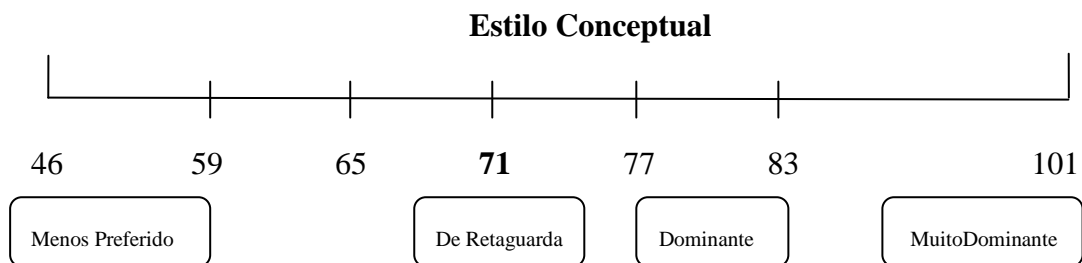 Estilo Conceptual
46 59 65 71 77 83 101
Menos Preferido De Retaguarda Dominante MuitoDominante